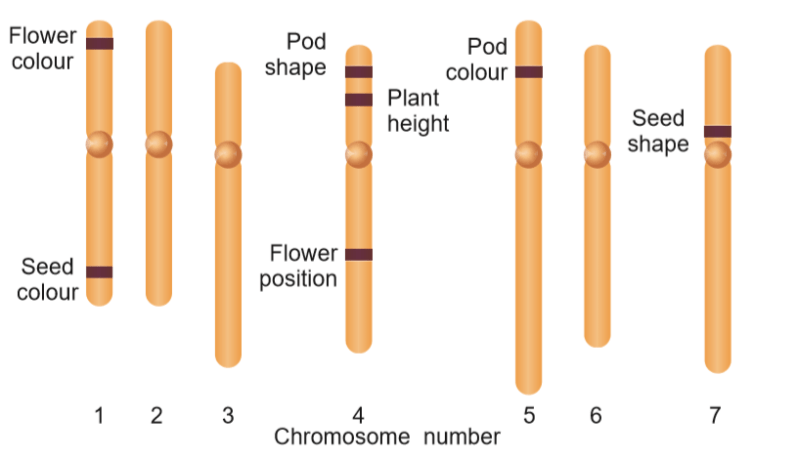 Flower
colour
Seed
colour
Pod
shape
Plant
height
Flower
position
Pod
colour
Seed
shape
1 2 3 4 5 6 7
Chromosome number